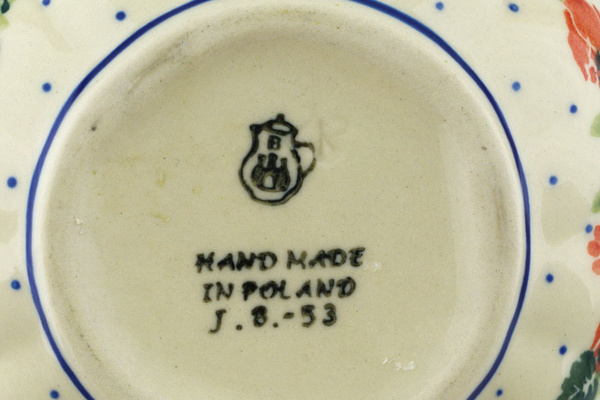 B
HAND MADE
IN POLAND
J.B.-53